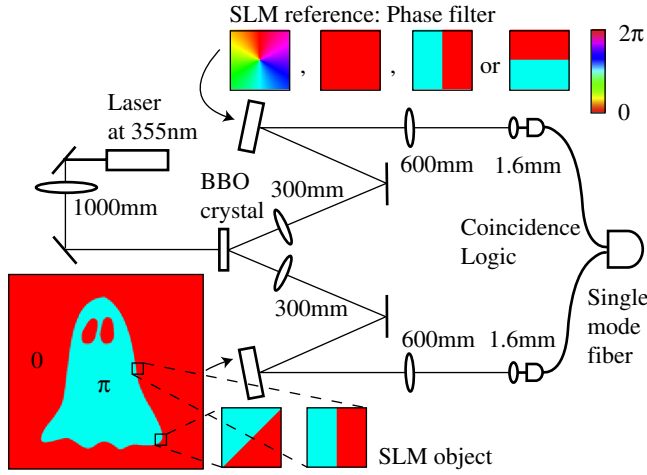 SLM reference: Phase filter
, , or
2π
0
Laser
at 355nm
1000mm
BBO
crystal
300mm
600mm
1.6mm
Coincidence
Logic
300mm
600mm
1.6mm
Single
mode
fiber
0
π
SLM object